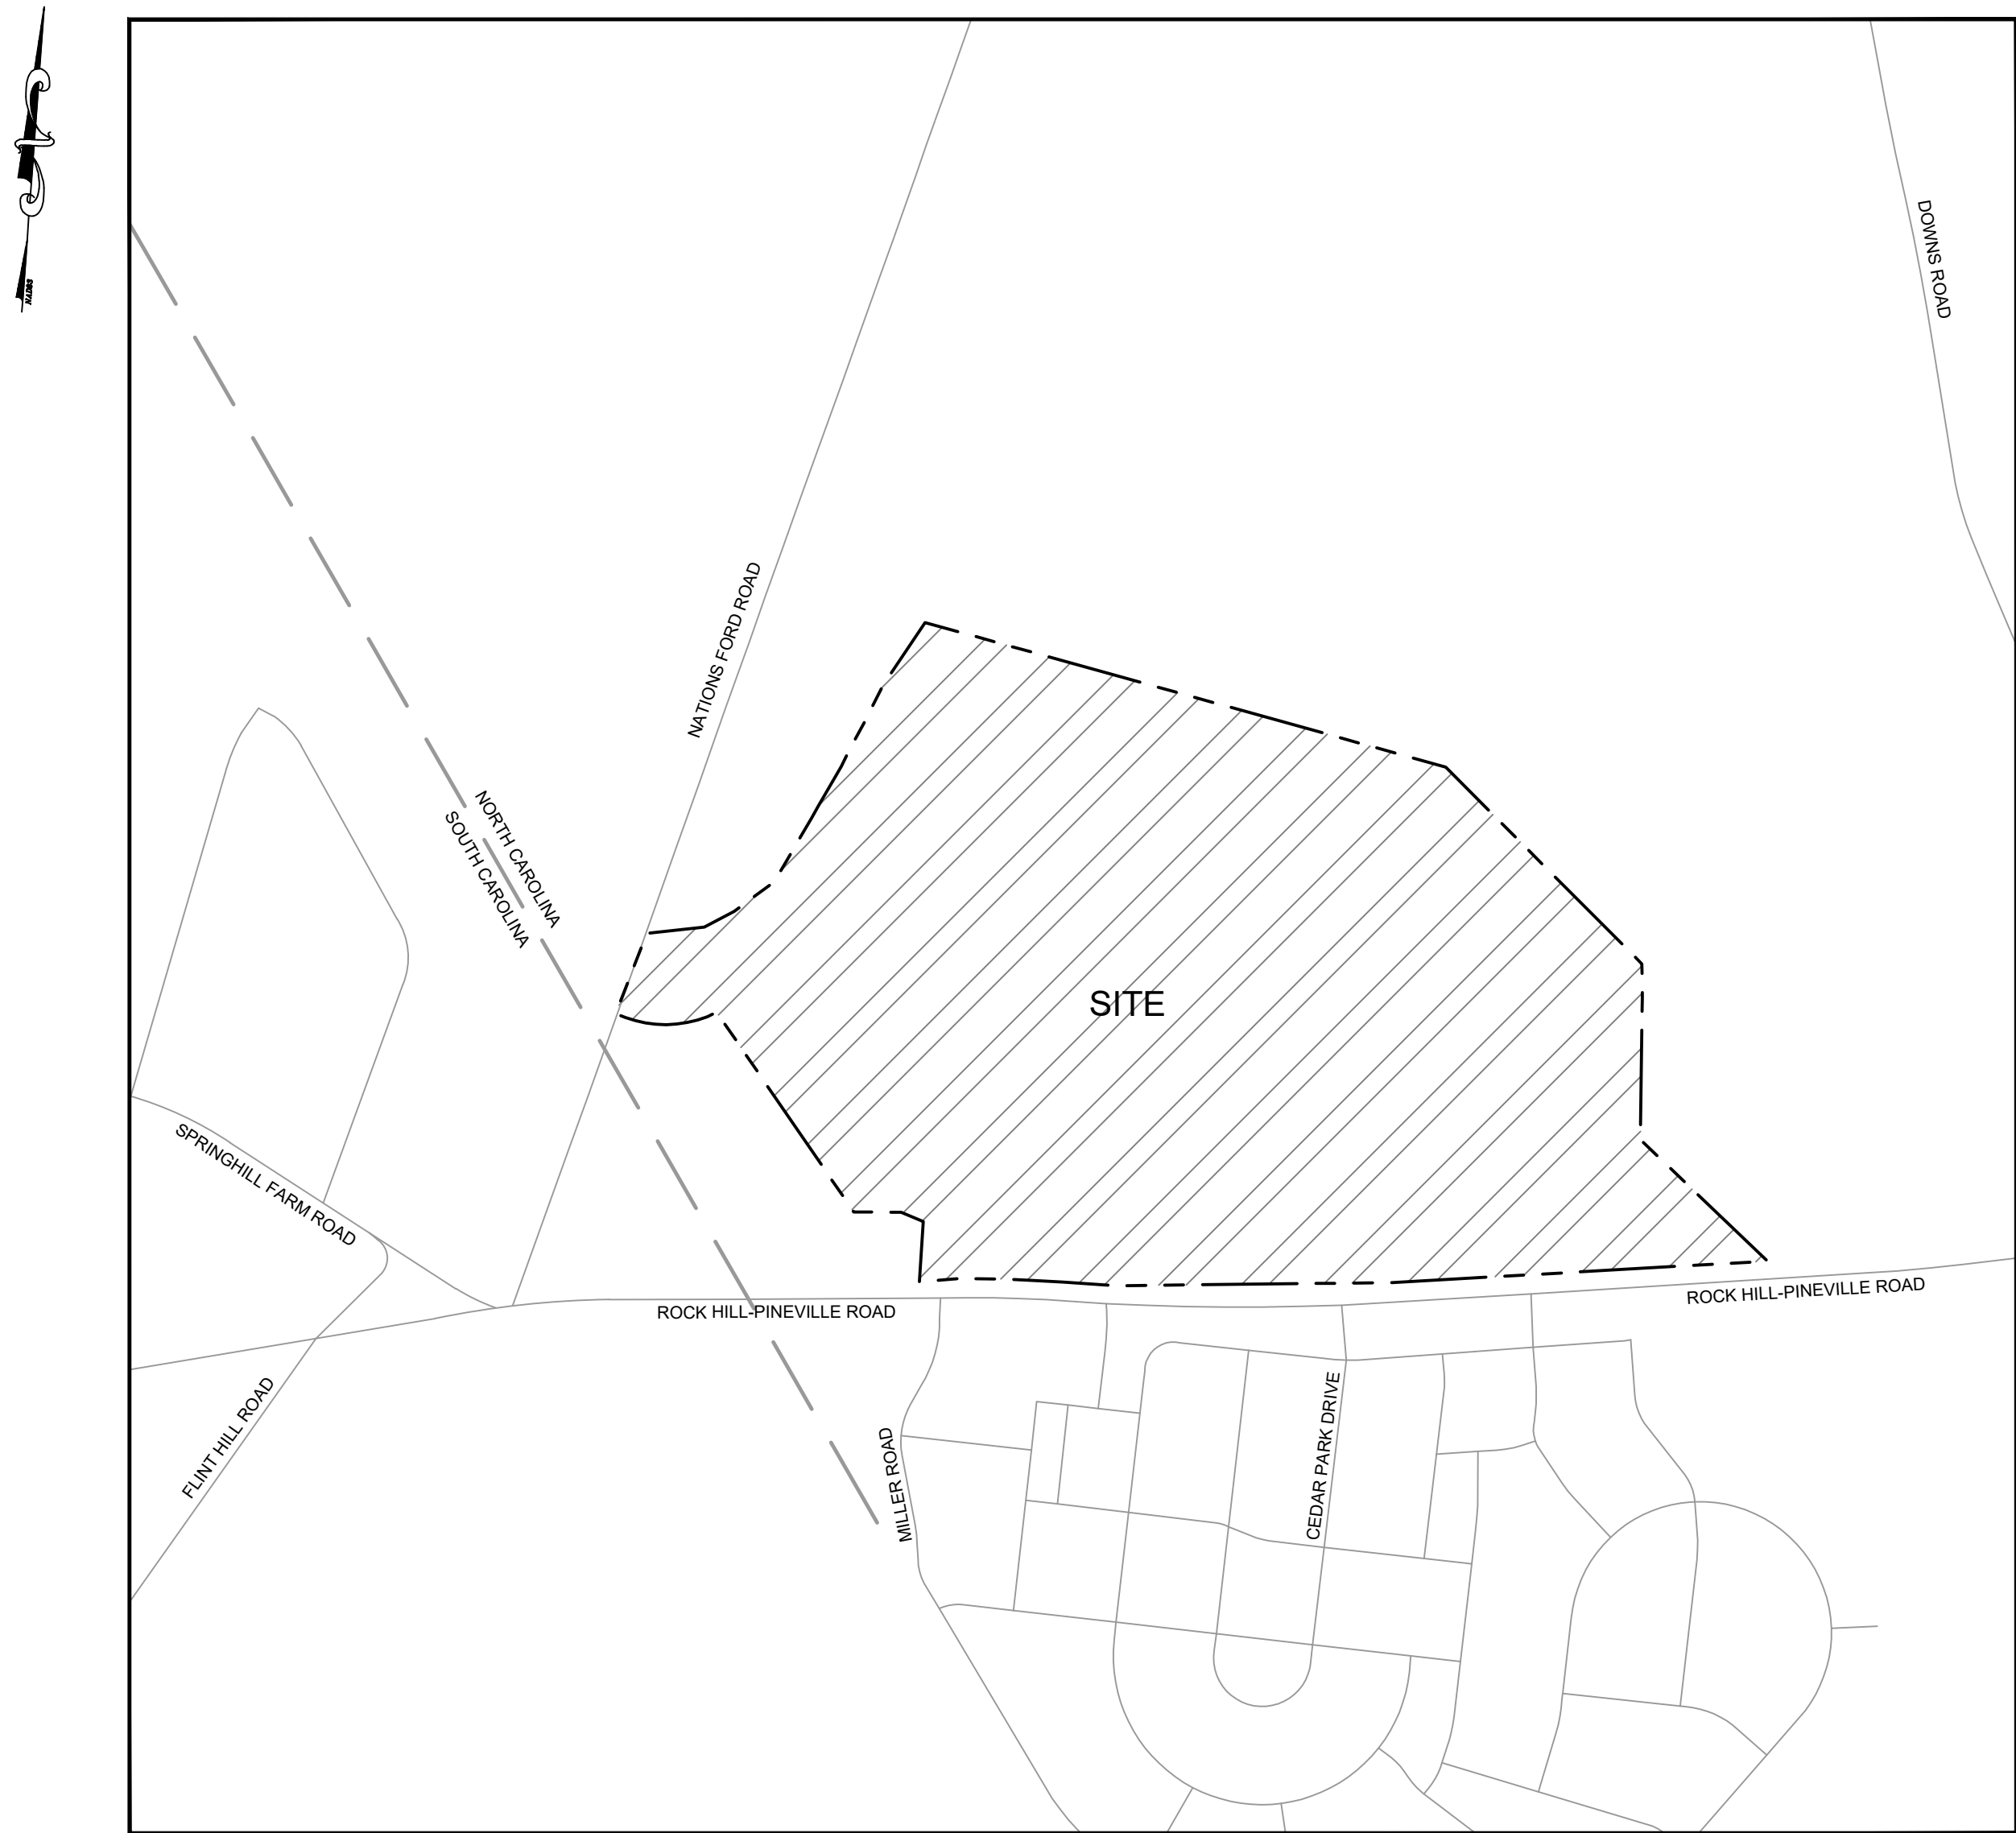 NAD83
DOWNS ROAD
NATIONS FORD ROAD
NORTH CAROLINA
SOUTH CAROLINA
SITE
SPRINGHILL FARM ROAD
ROCK HILL-PINEVILLE ROAD
ROCK HILL-PINEVILLE ROAD
FLINT HILL ROAD
MILLER ROAD
CEDAR PARK DRIVE